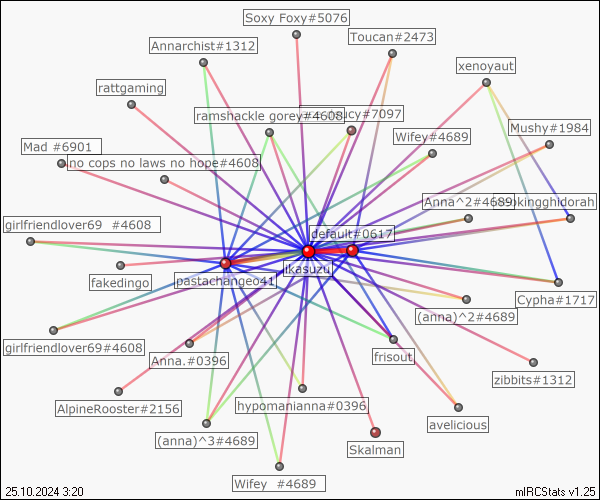 Soxy Foxy#5076
Toucan#2473
Annarchist#1312
xenoyaut
rattgaming
ramshackle gorey#4608
ucy#7097
Mushy#1984
Wifey#4689
Mad #6901
no cops no laws no hope#4608
Anna^2#4689
kingghidorah
girlfriendlover69 #4608
default#0617
ikasuzu
fakedingo
pastachange041
Cypha#1717
(anna)^2#4689
girlfriendlover69#4608
Anna.#0396
frisout
zibbits#1312
AlpineRooster#2156
hypomanianna#0396
avelicious
(anna)^3#4689
Skalman
Wifey #4689
25.10.2024 3:20
mIRCStats v1.25